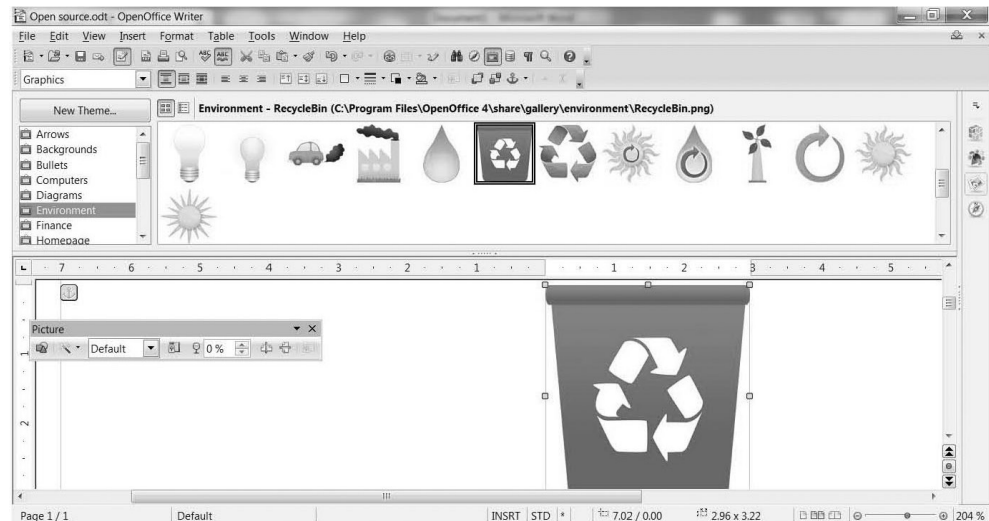 Open source.odt - OpenOffice Writer
File Edit View Insert Format Table Tools Window Help
Graphics
New Theme...
Environment - RecycleBin (C:\Program Files\OpenOffice 4\share\gallery\environment\RecycleBin.png)
Arrows
Backgrounds
Bullets
Computers
Diagrams
Environment
Finance
Homepage
7 6 5 4 3 2 1 1 2 3 4 5
Picture
Default 0 %
1
2
Page 1 / 1 Default INSRT STD * 7.02 / 0.00 2.96 x 3.22 204 %